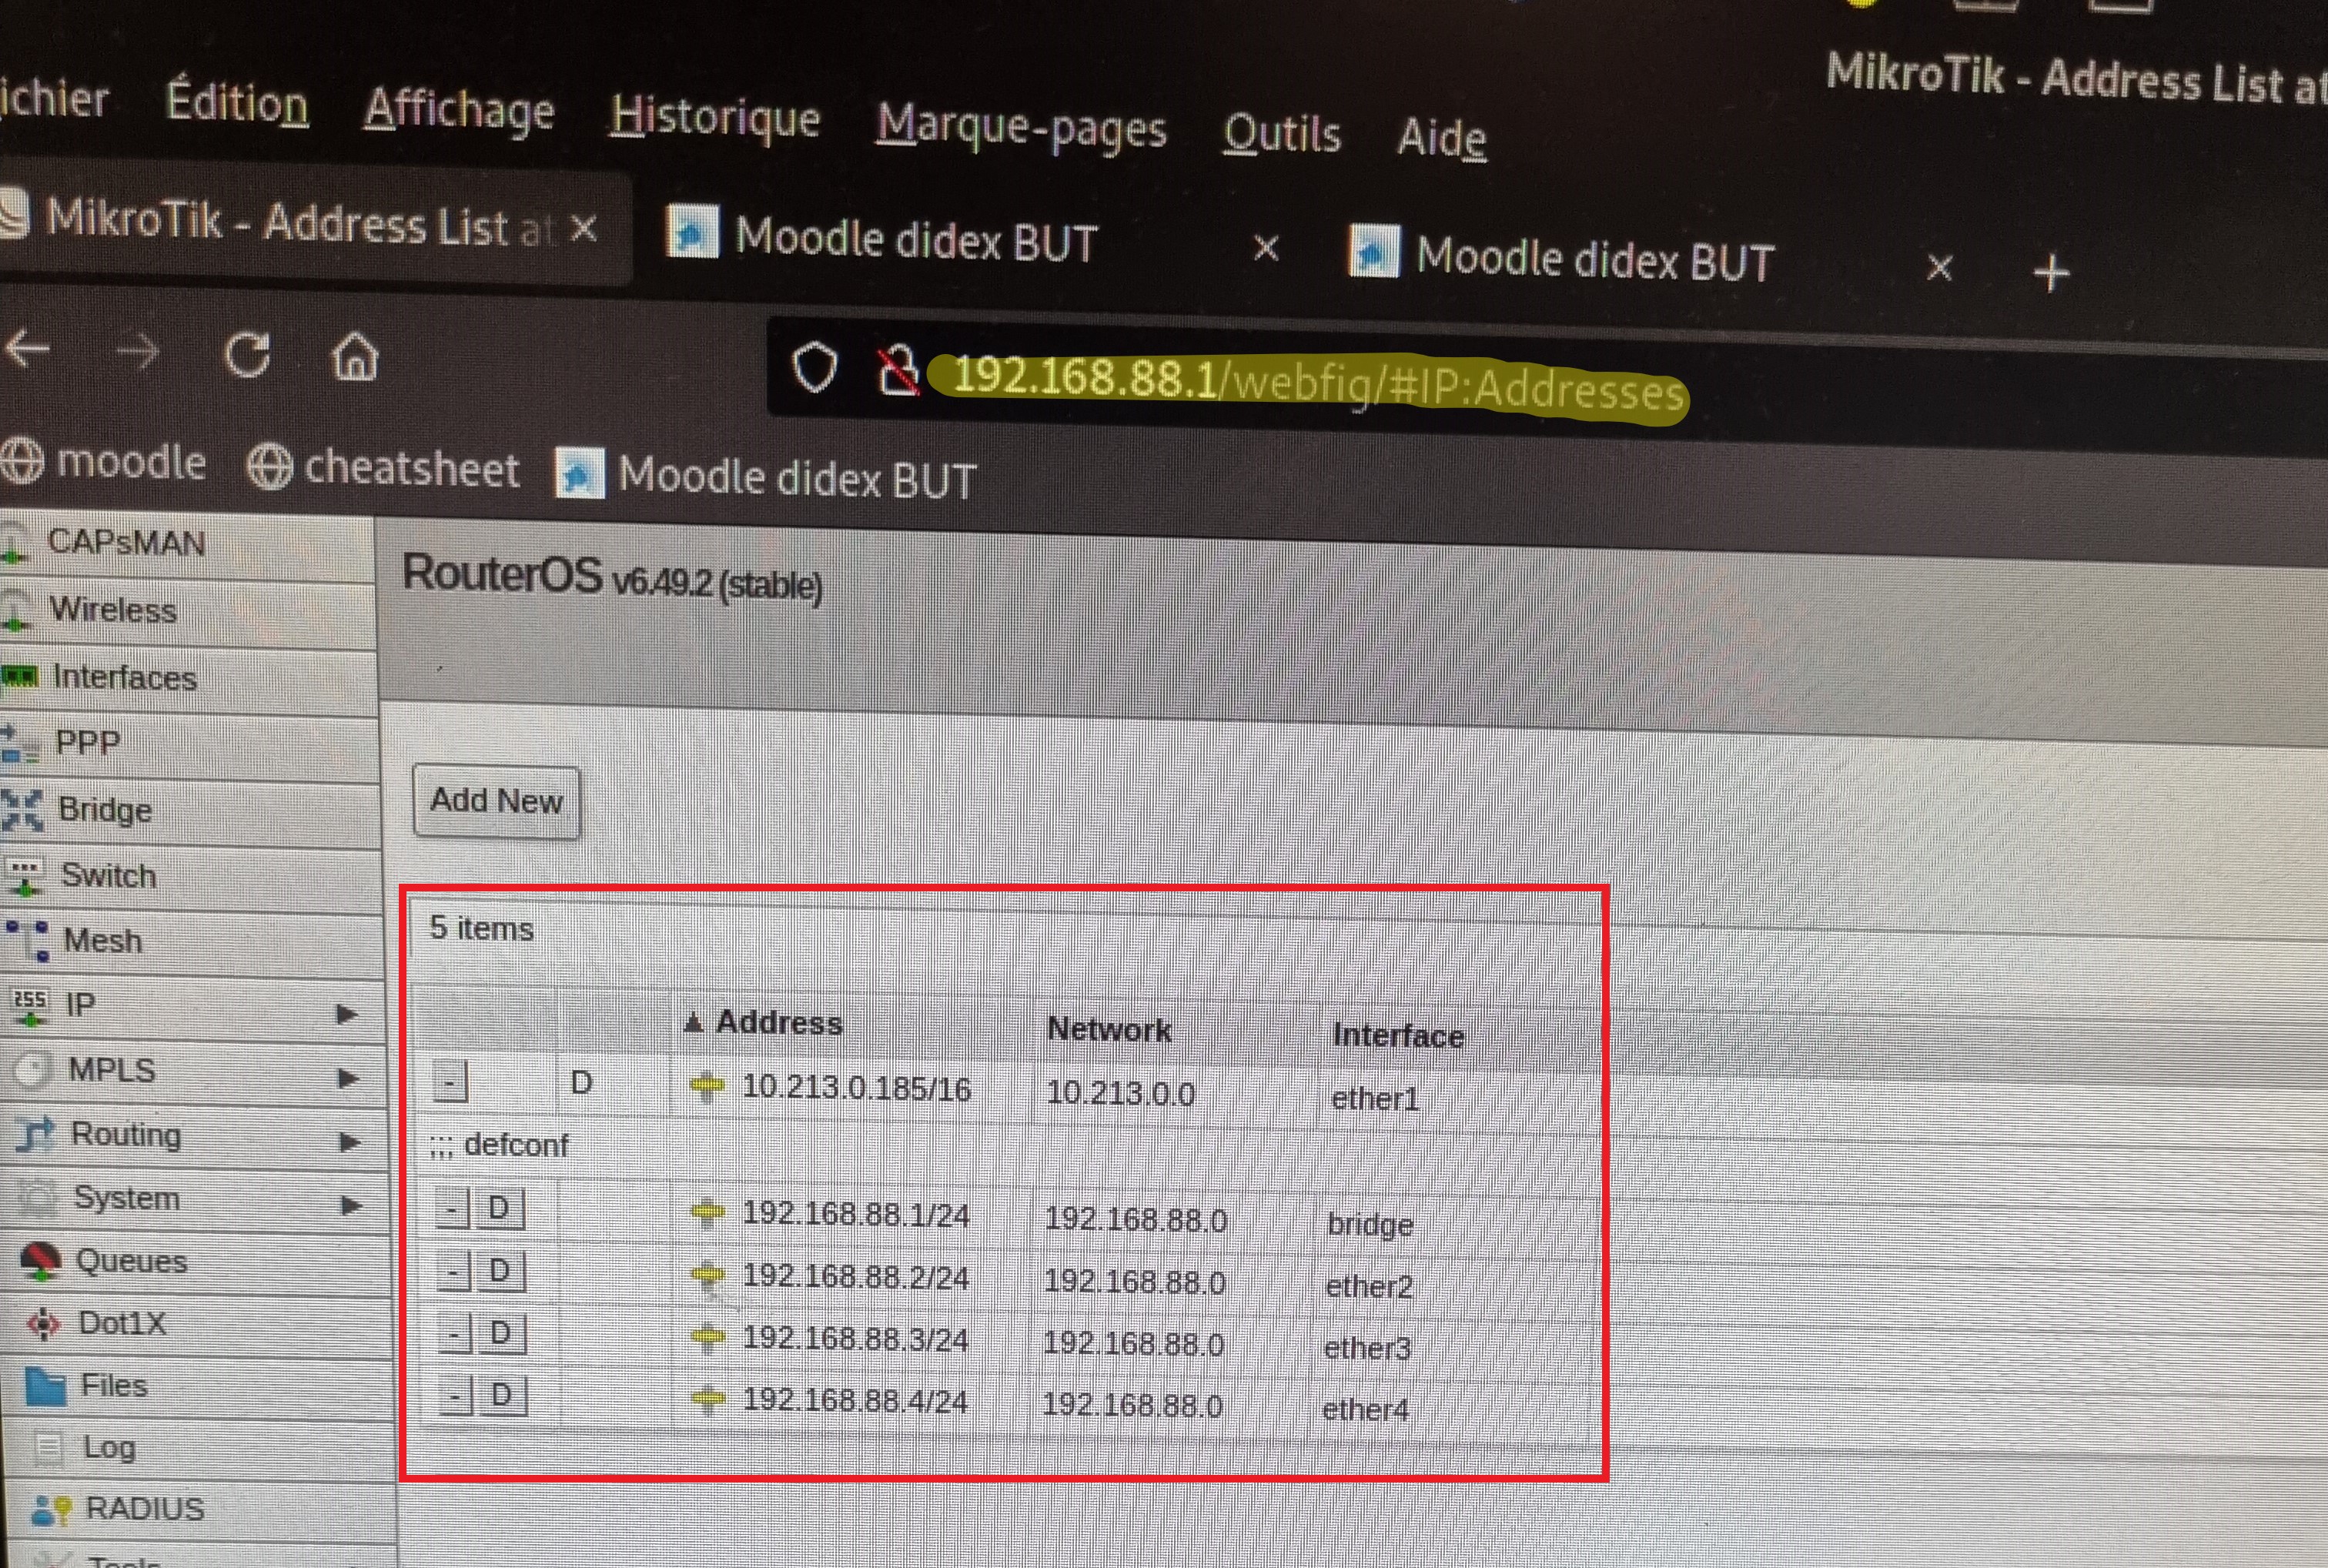 MikroTik - Address List at
ichier Édition Affichage Historique Marque-pages Outils Aide
MikroTik - Address List at × Moodle didex BUT × Moodle didex BUT × +
192.168.88.1/webfig/#IP:Addresses
moodle cheatsheet Moodle didex BUT
CAPsMAN
Wireless
Interfaces
PPP
Bridge
Switch
Mesh
255 IP
MPLS
Routing
System
Queues
Dot1X
Files
Log
RADIUS
Tools
RouterOS v6.49.2 (stable)
Add New
5 items
Address Network Interface
- D 10.213.0.185/16 10.213.0.0 ether1
;;; defconf
- D 192.168.88.1/24 192.168.88.0 bridge
- D 192.168.88.2/24 192.168.88.0 ether2
- D 192.168.88.3/24 192.168.88.0 ether3
- D 192.168.88.4/24 192.168.88.0 ether4